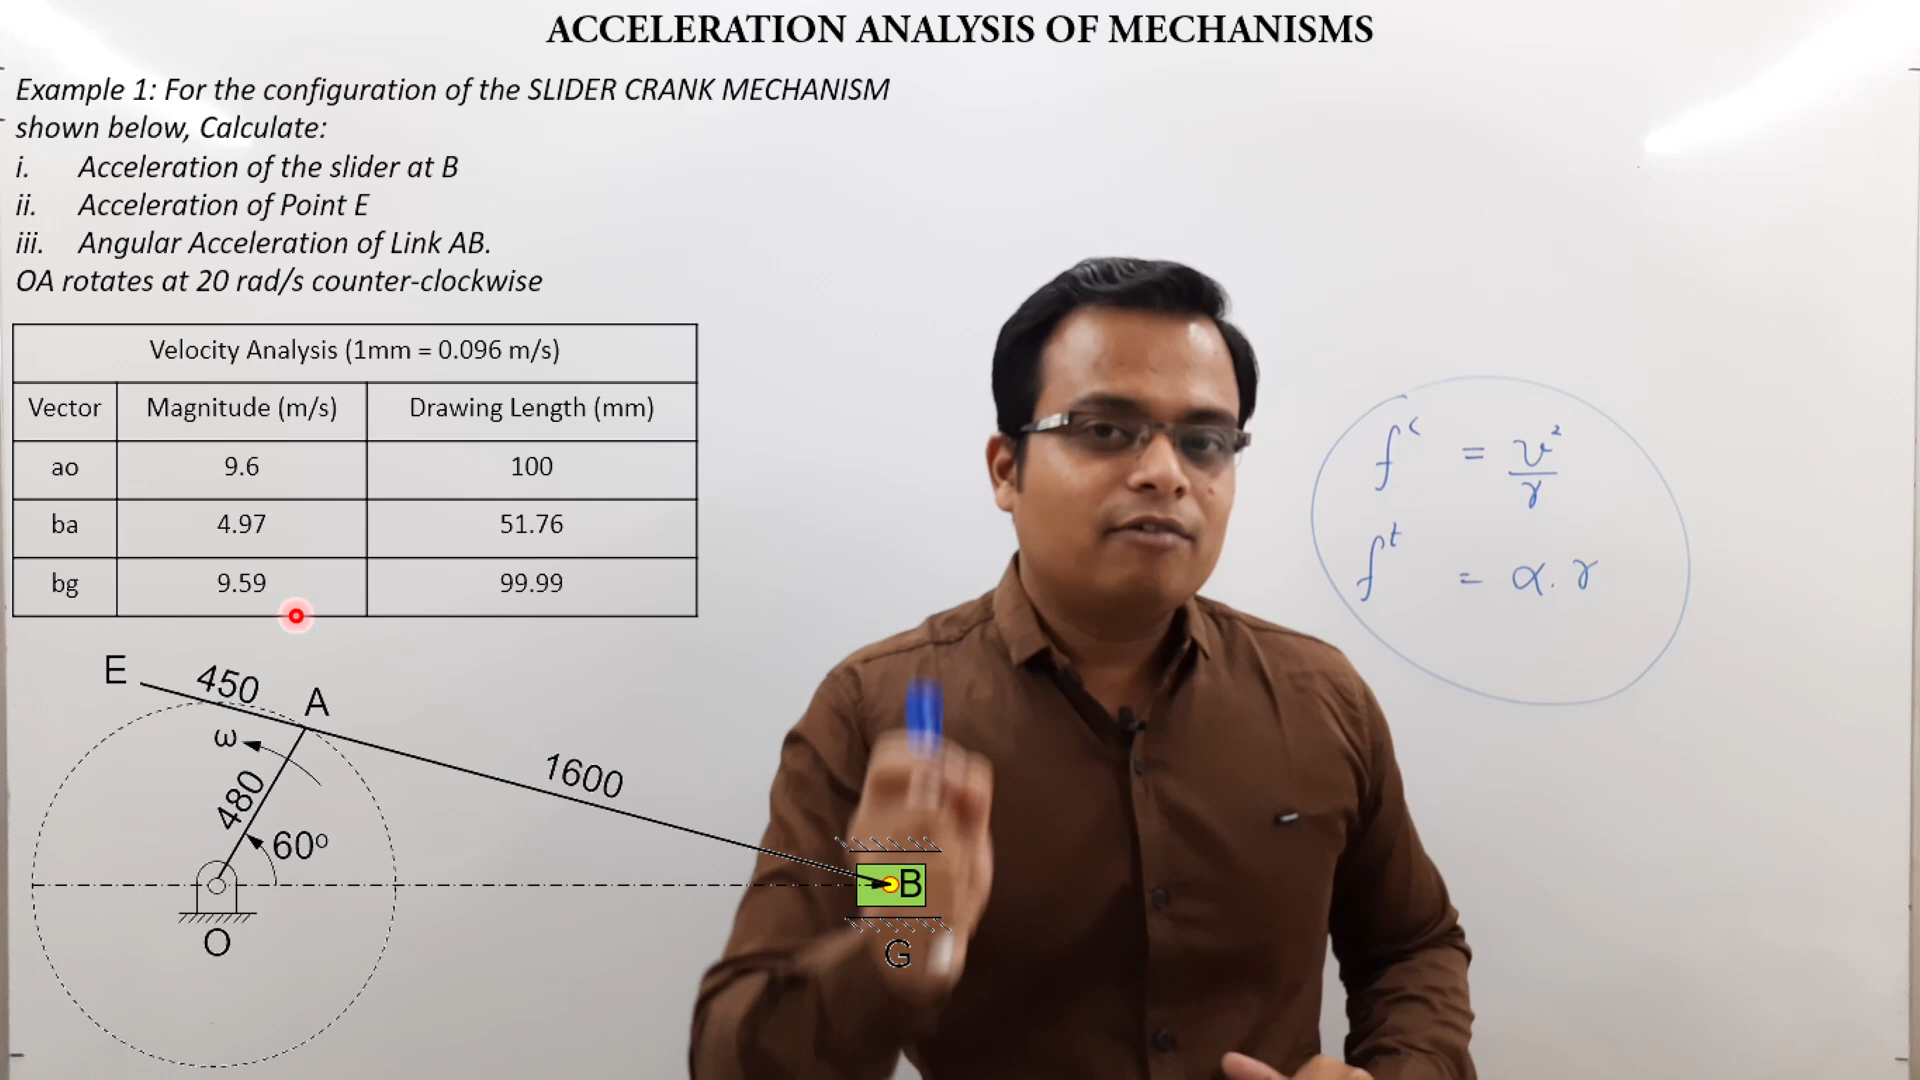 ACCELERATION ANALYSIS OF MECHANISMS
Example 1: For the configuration of the SLIDER CRANK MECHANISM
shown below, Calculate:
i. Acceleration of the slider at B
ii. Acceleration of Point E
iii. Angular Acceleration of Link AB.
OA rotates at 20 rad/s counter-clockwise
Velocity Analysis (1mm = 0.096 m/s)
Vector Magnitude (m/s) Drawing Length (mm)
ao 9.6 100
ba 4.97 51.76
bg 9.59 99.99
f^c = v²/r
f^t = α.r
E
450
A
ω
480
60°
1600
B
O
G